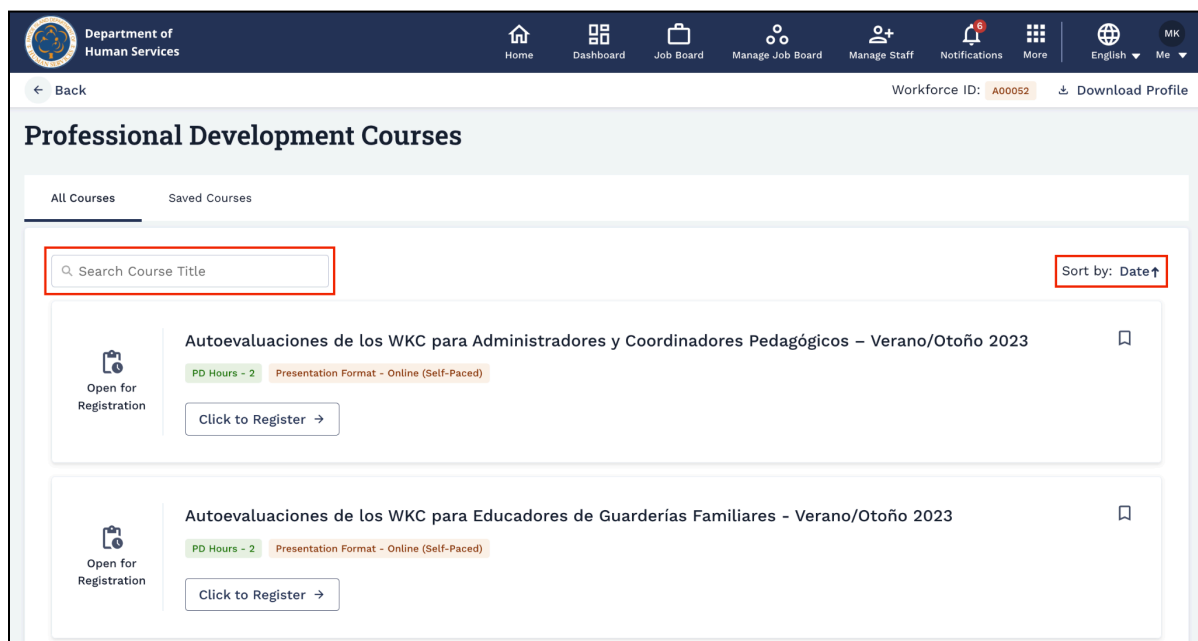 Department of
Human Services
Home
Dashboard
Job Board
Manage Job Board
Manage Staff
6
Notifications
More
English
MK
Me
Back
Workforce ID: A00052
Download Profile
Professional Development Courses
All Courses
Saved Courses
Search Course Title
Sort by: Date↑
Autoevaluaciones de los WKC para Administradores y Coordinadores Pedagógicos – Verano/Otoño 2023
PD Hours - 2
Presentation Format - Online (Self-Paced)
Open for
Registration
Click to Register →
Autoevaluaciones de los WKC para Educadores de Guarderías Familiares - Verano/Otoño 2023
PD Hours - 2
Presentation Format - Online (Self-Paced)
Open for
Registration
Click to Register →